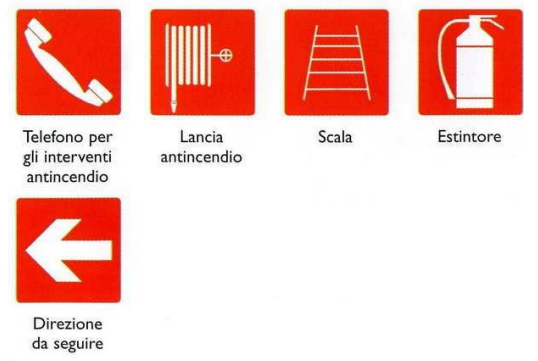 Telefono per
gli interventi
antincendio
Lancia
antincendio
Scala
Estintore
Direzione
da seguire